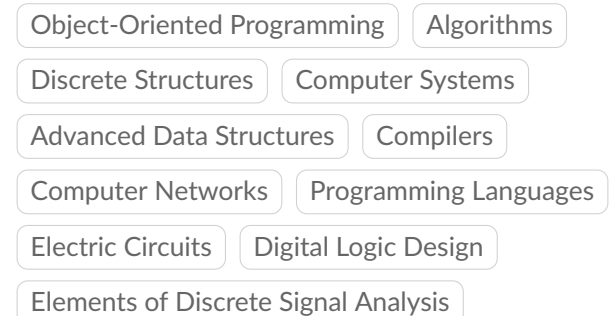 Object-Oriented Programming Algorithms
Discrete Structures Computer Systems
Advanced Data Structures Compilers
Computer Networks Programming Languages
Electric Circuits Digital Logic Design
Elements of Discrete Signal Analysis